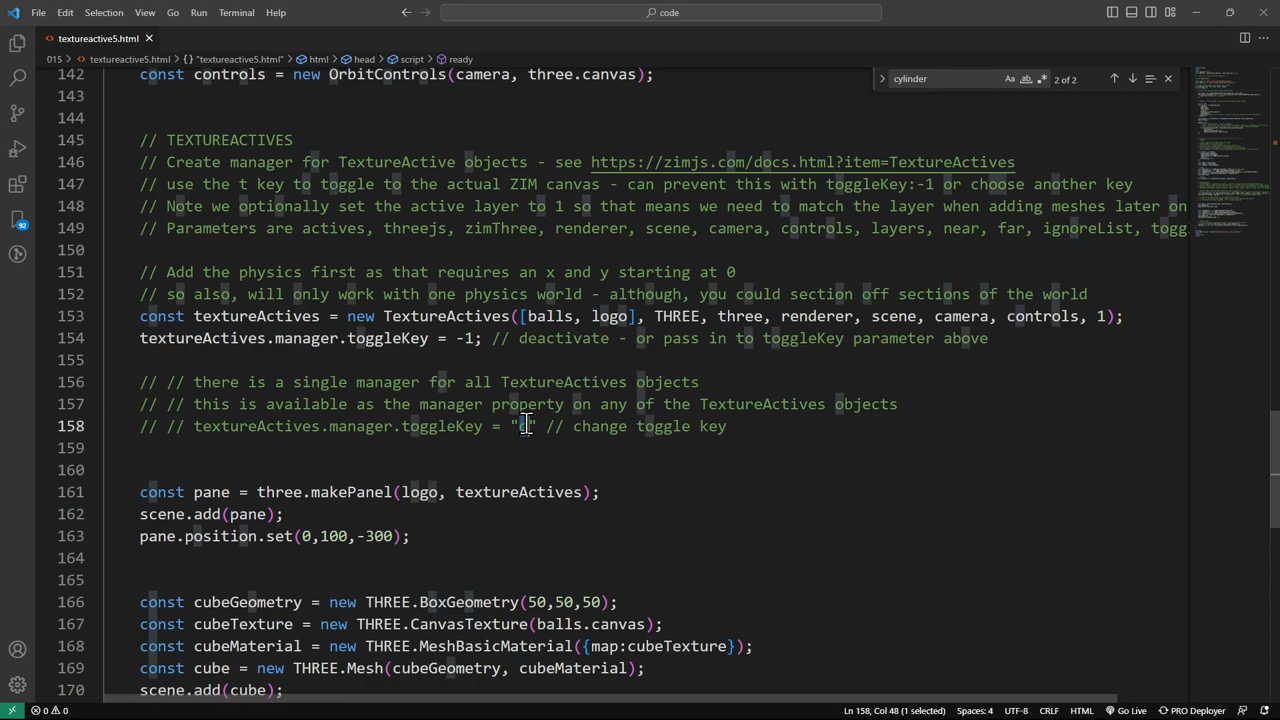 File Edit Selection View Go Run Terminal Help
code
textureactive5.html
015 > textureactive5.html > "textureactive5.html" > html > head > script > ready
cylinder
Aa ab .* 2 of 2
142 const controls = new OrbitControls(camera, three.canvas);
143
144
145 // TEXTUREACTIVES
146 // Create manager for TextureActive objects - see https://zimjs.com/docs.html?item=TextureActives
147 // use the t key to toggle to the actual ZIM canvas - can prevent this with toggleKey:-1 or choose another key
148 // Note we optionally set the active layer to 1 so that means we need to match the layer when adding meshes later on
149 // Parameters are actives, threejs, zimThree, renderer, scene, camera, controls, layers, near, far, ignoreList, togg
150
151 // Add the physics first as that requires an x and y starting at 0
152 // so also, will only work with one physics world - although, you could section off sections of the world
153 const textureActives = new TextureActives([balls, logo], THREE, three, renderer, scene, camera, controls, 1);
154 textureActives.manager.toggleKey = -1; // deactivate - or pass in to toggleKey parameter above
155
156 // // there is a single manager for all TextureActives objects
157 // // this is available as the manager property on any of the TextureActives objects
158 // // textureActives.manager.toggleKey = " " // change toggle key
159
160
161 const pane = three.makePanel(logo, textureActives);
162 scene.add(pane);
163 pane.position.set(0,100,-300);
164
165
166 const cubeGeometry = new THREE.BoxGeometry(50,50,50);
167 const cubeTexture = new THREE.CanvasTexture(balls.canvas);
168 const cubeMaterial = new THREE.MeshBasicMaterial({map:cubeTexture});
169 const cube = new THREE.Mesh(cubeGeometry, cubeMaterial);
170 scene.add(cube);
92
0 0 Ln 158, Col 48 (1 selected) Spaces: 4 UTF-8 CRLF HTML Go Live PRO Deployer